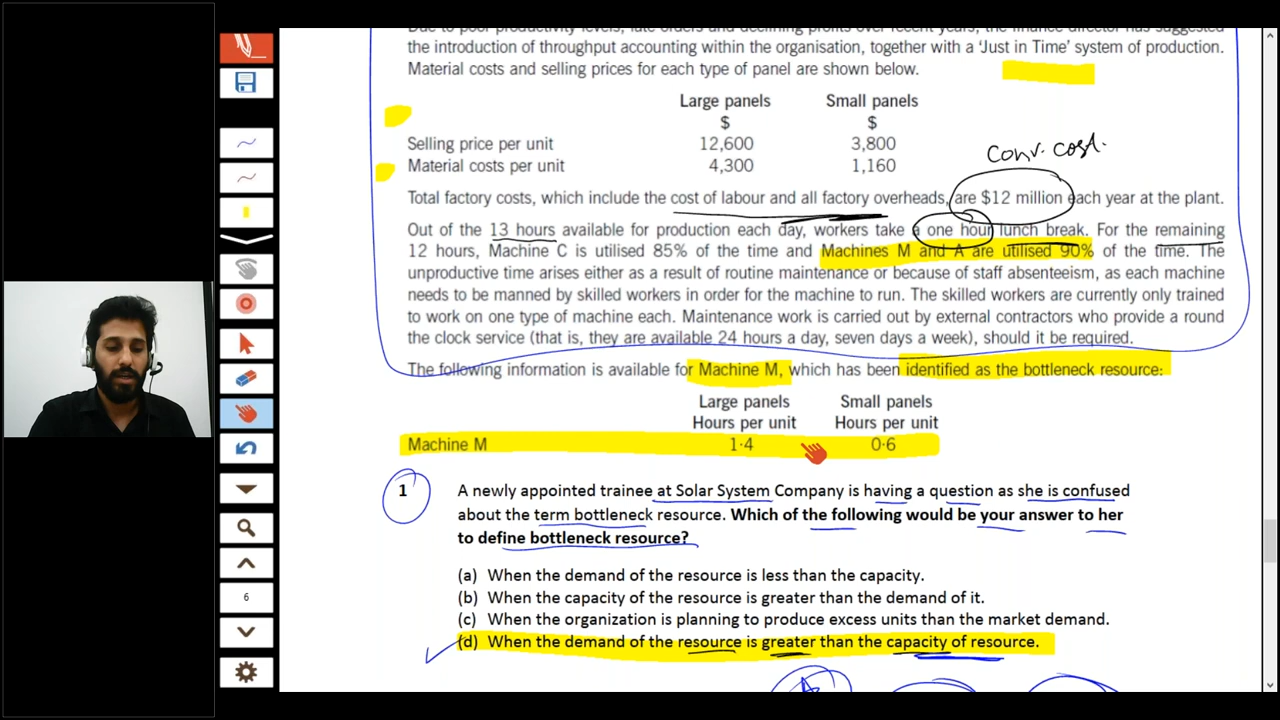 Due to poor productivity levels, late orders and declining profits over recent years, the finance director has suggested
the introduction of throughput accounting within the organisation, together with a 'Just in Time' system of production.
Material costs and selling prices for each type of panel are shown below.
Large panels Small panels
$ $
Selling price per unit 12,600 3,800
Material costs per unit 4,300 1,160
Conv. cost.
Total factory costs, which include the cost of labour and all factory overheads, are $12 million each year at the plant.
Out of the 13 hours available for production each day, workers take a one hour lunch break. For the remaining
12 hours, Machine C is utilised 85% of the time and Machines M and A are utilised 90% of the time. The
unproductive time arises either as a result of routine maintenance or because of staff absenteeism, as each machine
needs to be manned by skilled workers in order for the machine to run. The skilled workers are currently only trained
to work on one type of machine each. Maintenance work is carried out by external contractors who provide a round
the clock service (that is, they are available 24 hours a day, seven days a week), should it be required.
The following information is available for Machine M, which has been identified as the bottleneck resource:
Large panels Small panels
Hours per unit Hours per unit
Machine M 1·4 0·6
1 A newly appointed trainee at Solar System Company is having a question as she is confused
about the term bottleneck resource. Which of the following would be your answer to her
to define bottleneck resource?
(a) When the demand of the resource is less than the capacity.
(b) When the capacity of the resource is greater than the demand of it.
(c) When the organization is planning to produce excess units than the market demand.
(d) When the demand of the resource is greater than the capacity of resource.
6